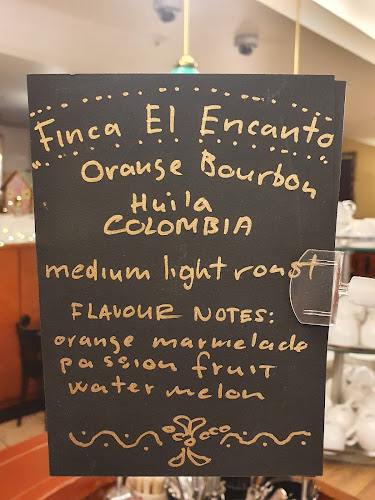 "Finca El Encanto
Orange Bourbon
Huila
COLOMBIA
medium light roast
FLAVOUR NOTES:
orange marmelade
passion fruit
water melon